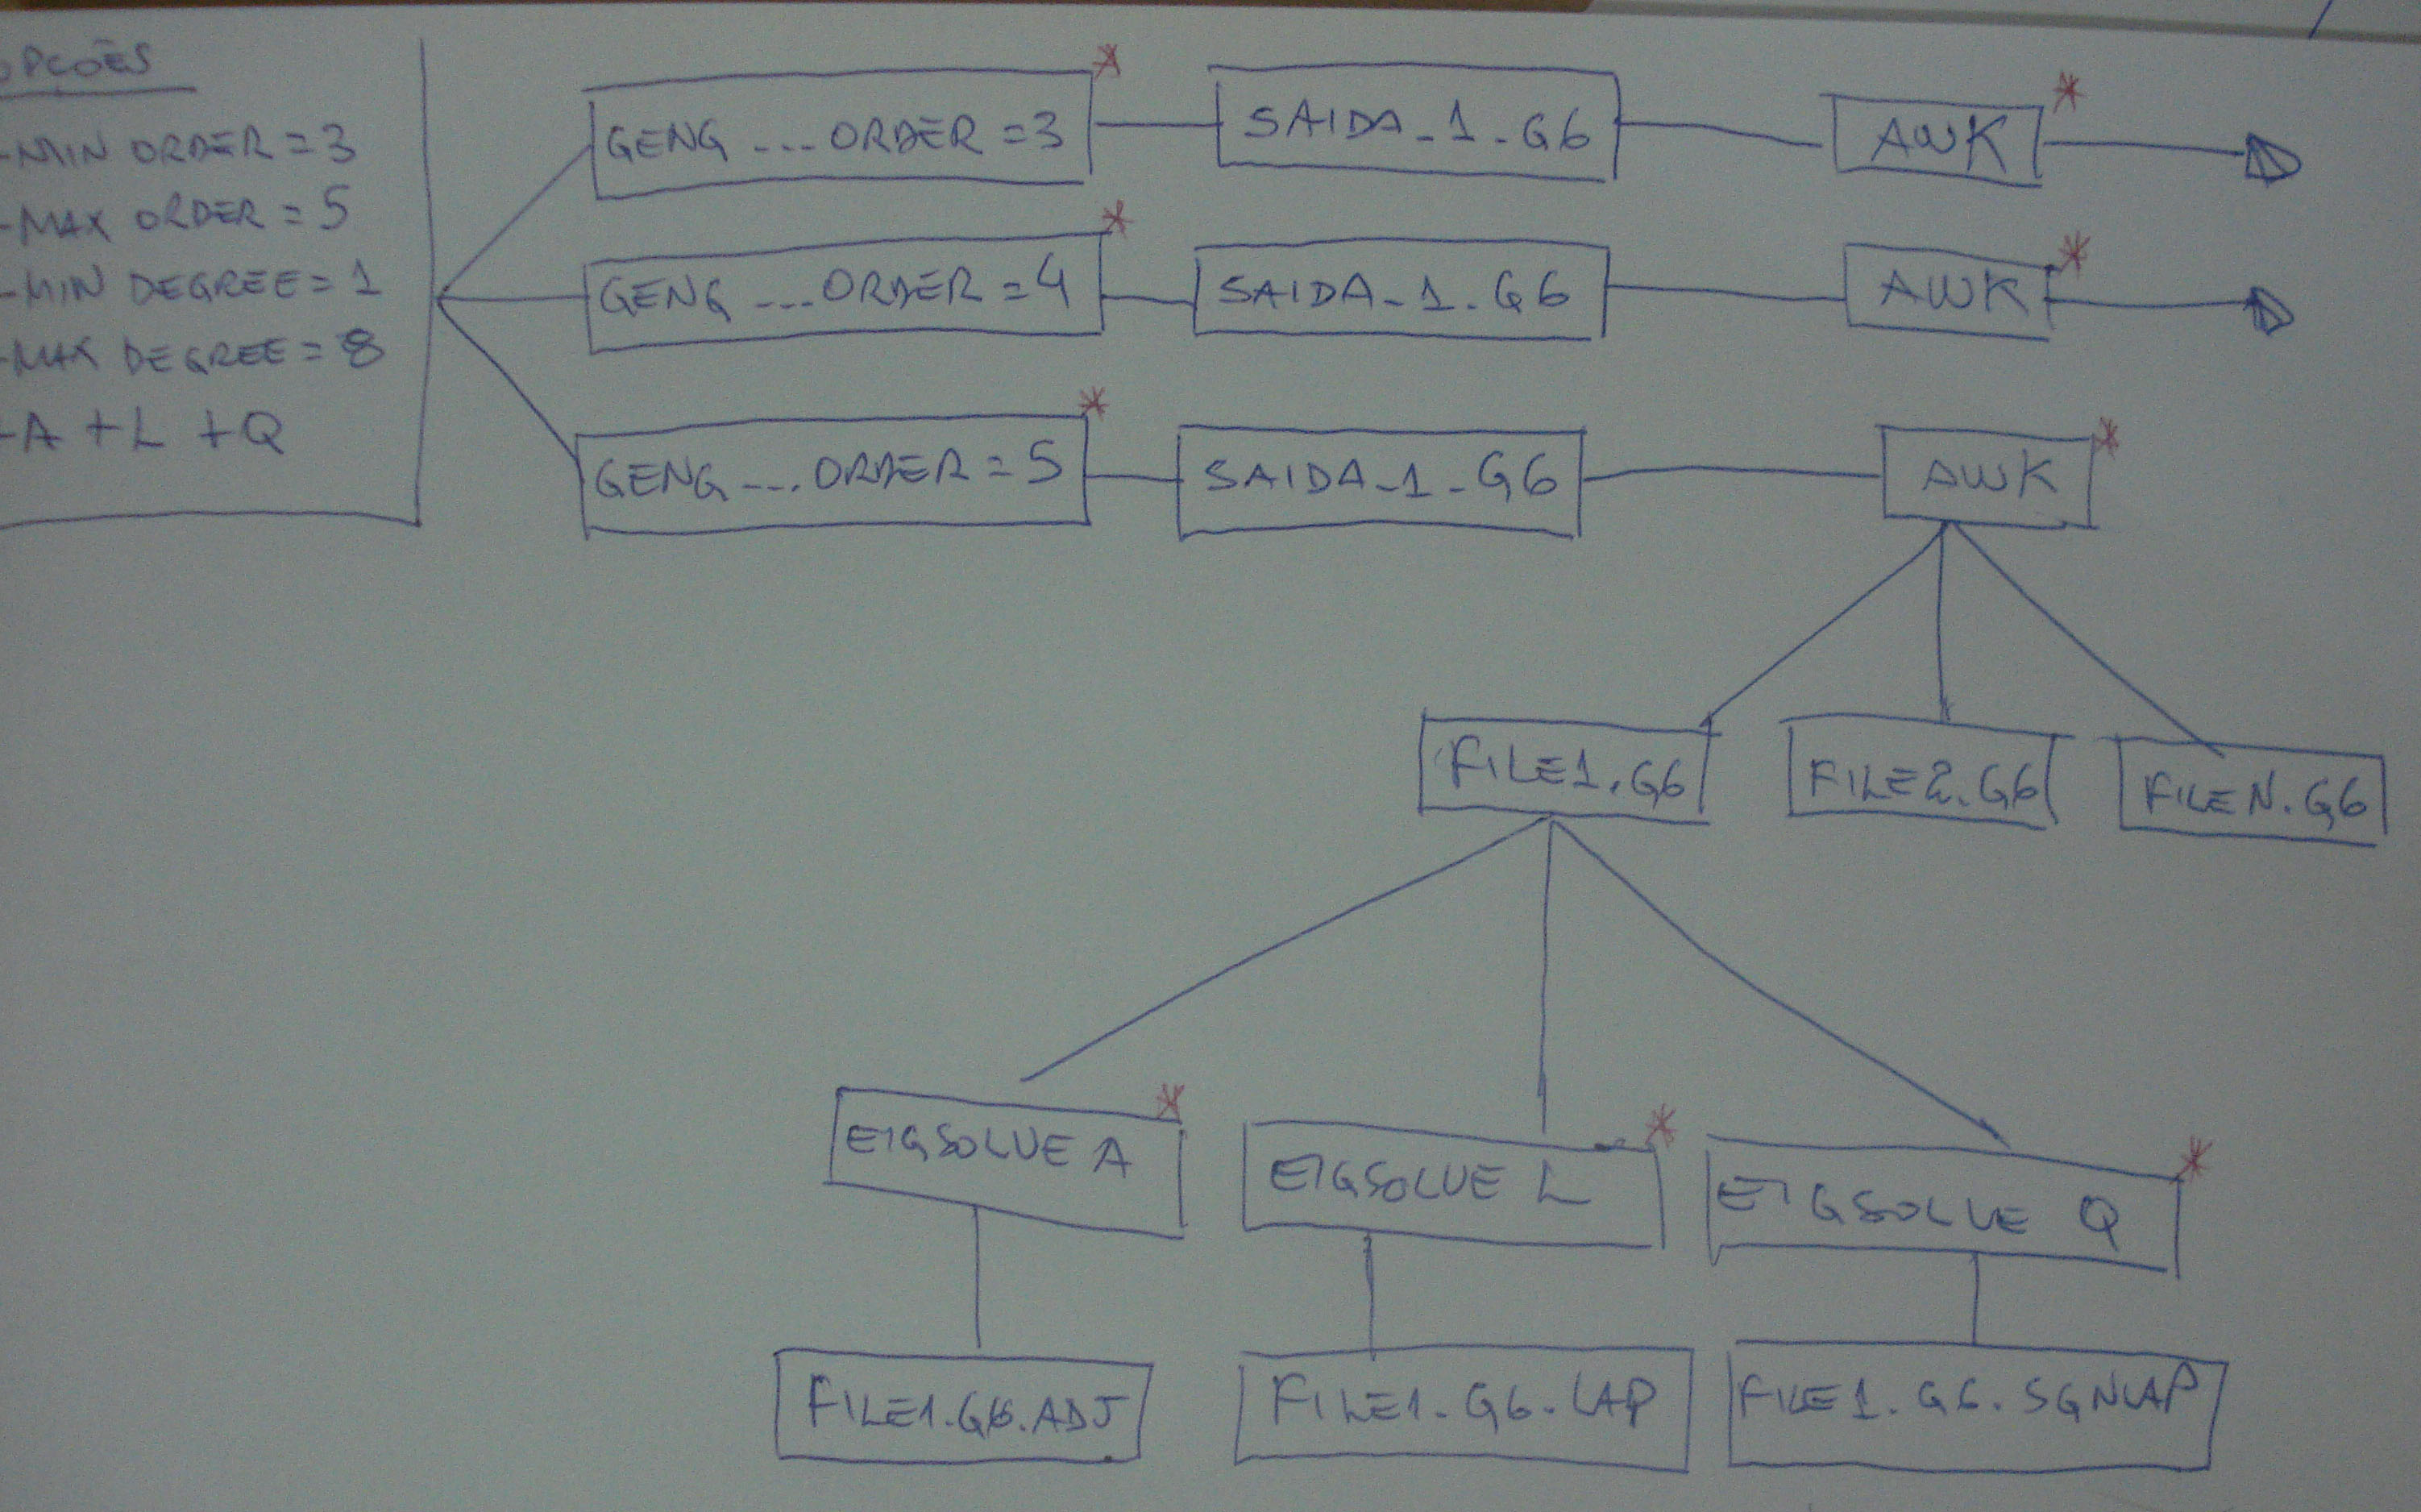 OPÇÕES
-MIN ORDER = 3
-MAX ORDER = 5
-MIN DEGREE = 1
-MAX DEGREE = 8
+A +L +Q
GENG ... ORDER = 3
SAIDA_1.G6
AWK
GENG ... ORDER = 4
SAIDA_1.G6
AWK
GENG ... ORDER = 5
SAIDA_1.G6
AWK
FILE1.G6
FILE2.G6
FILEN.G6
EIGSOLVE A
EIGSOLVE L
EIGSOLVE Q
FILE1.G6.ADJ
FILE1.G6.LAP
FILE1.G6.SGNLAP